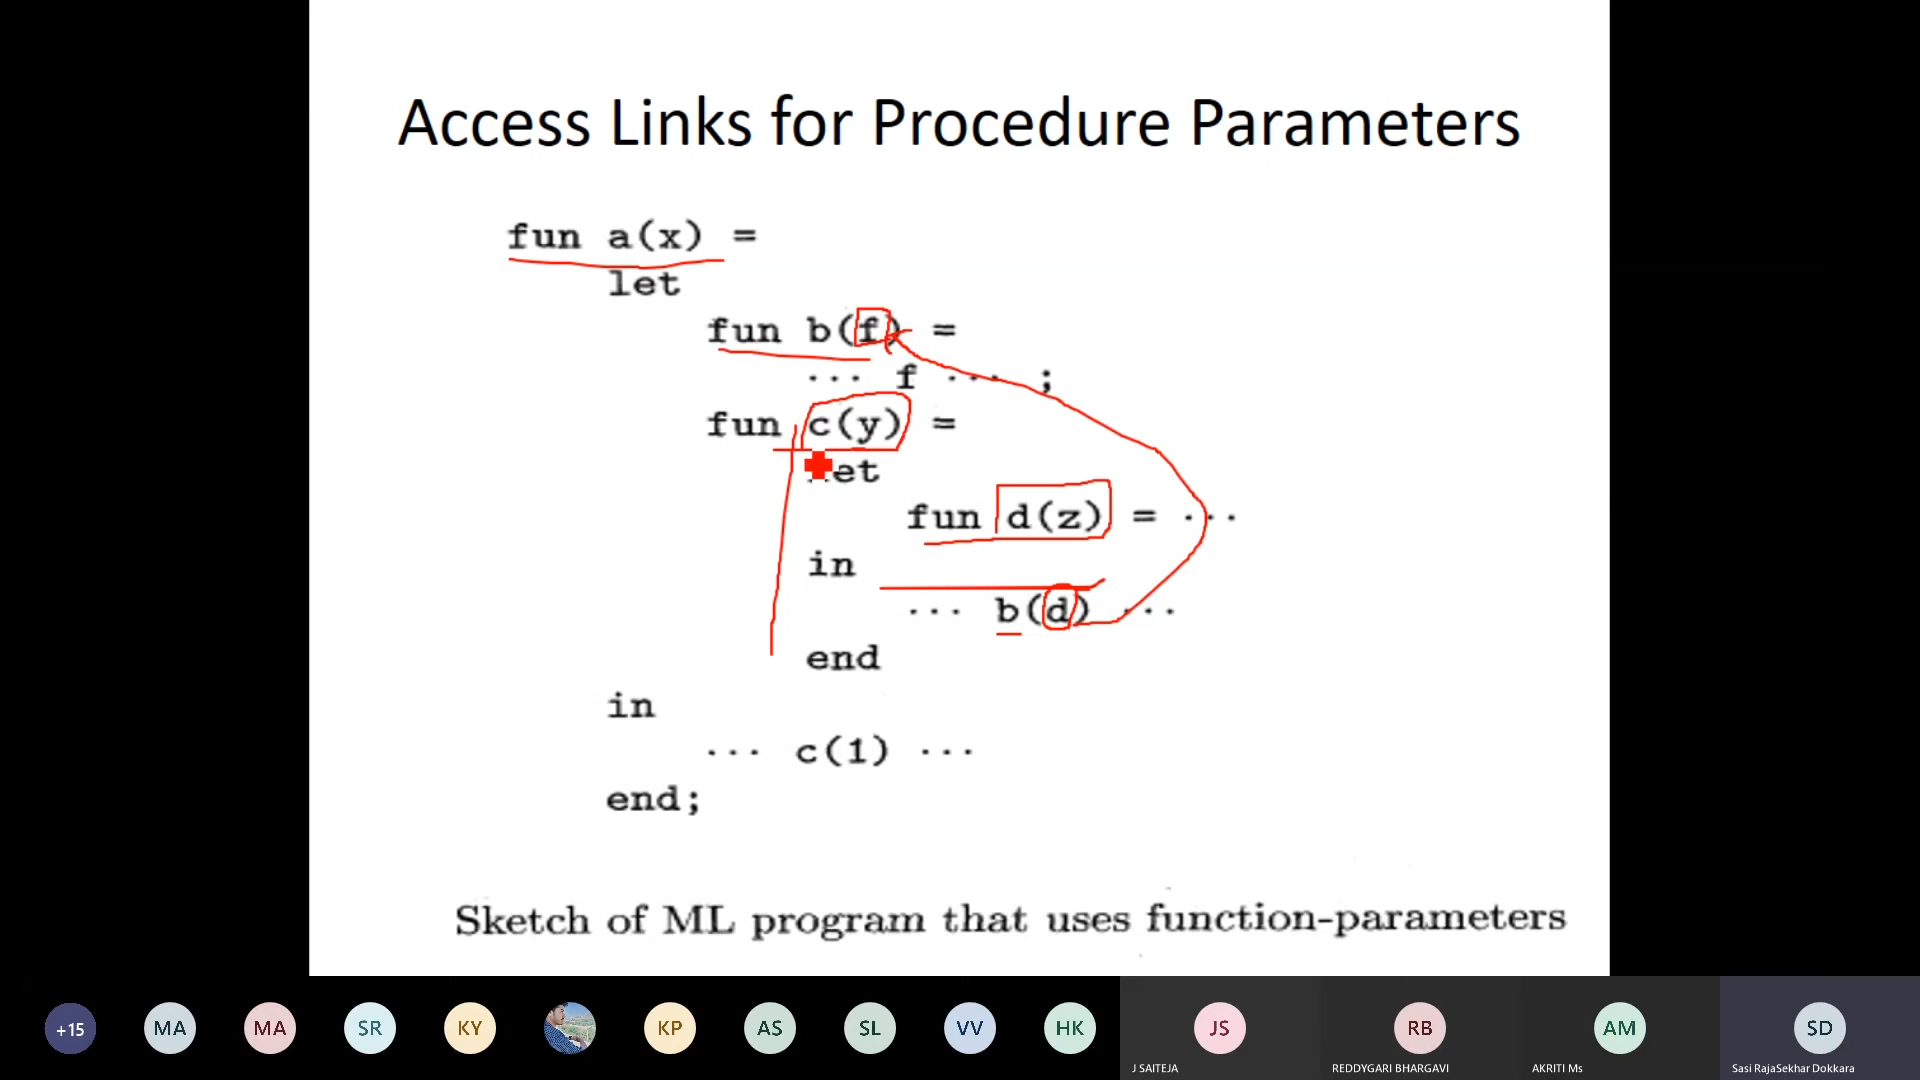 Access Links for Procedure Parameters
fun a(x) =
let
fun b(f) =
··· f ··· ;
fun c(y) =
let
fun d(z) = ···
in
··· b(d) ···
end
in
··· c(1) ···
end;
Sketch of ML program that uses function-parameters
+15 MA MA SR KY KP AS SL VV HK JS RB AM SD
J SAITEJA REDDYGARI BHARGAVI AKRITI Ms Sasi RajaSekhar Dokkara